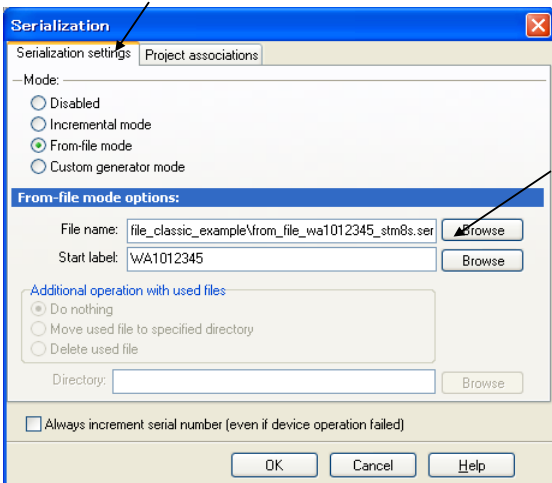 Serialization
Serialization settings Project associations
Mode:
Disabled
Incremental mode
From-file mode
Custom generator mode
From-file mode options:
File name: file_classic_example\from_file_wa1012345_stm8s.ser Browse
Start label: WA1012345 Browse
Additional operation with used files
Do nothing
Move used file to specified directory
Delete used file
Directory: Browse
Always increment serial number (even if device operation failed)
OK Cancel Help